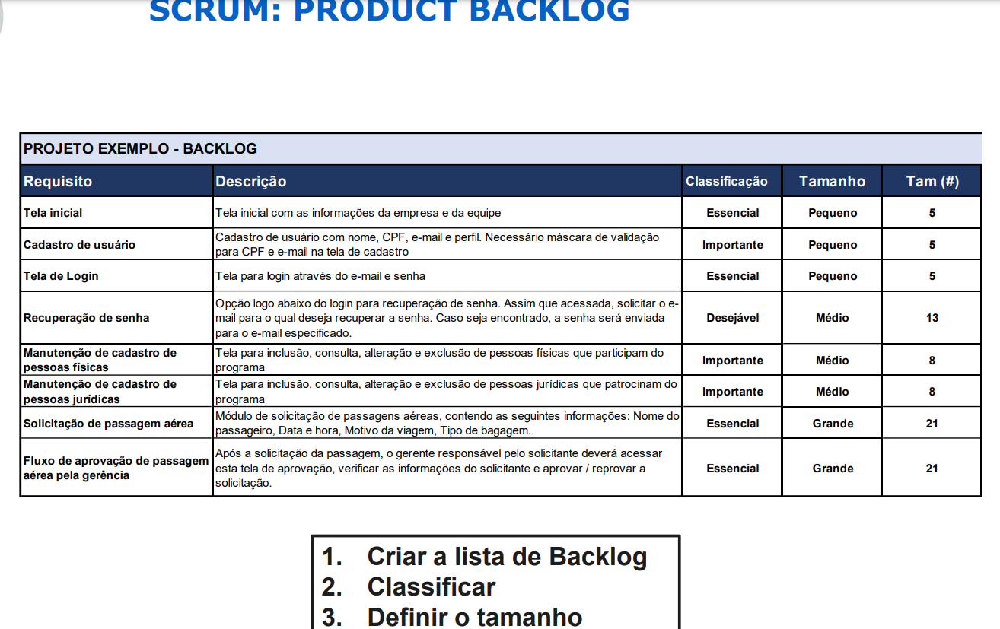 SCRUM: PRODUCT BACKLOG
PROJETO EXEMPLO - BACKLOG
Requisito Descrição Classificação Tamanho Tam (#)
Tela inicial Tela inicial com as informações da empresa e da equipe Essencial Pequeno 5
Cadastro de usuário Cadastro de usuário com nome, CPF, e-mail e perfil. Necessário máscara de validação
para CPF e e-mail na tela de cadastro Importante Pequeno 5
Tela de Login Tela para login através do e-mail e senha Essencial Pequeno 5
Recuperação de senha Opção logo abaixo do login para recuperação de senha. Assim que acessada, solicitar o e-
mail para o qual deseja recuperar a senha. Caso seja encontrado, a senha será enviada
para o e-mail especificado. Desejável Médio 13
Manutenção de cadastro de
pessoas físicas
Tela para inclusão, consulta, alteração e exclusão de pessoas físicas que participam do
programa
Importante Médio 8
Manutenção de cadastro de
pessoas jurídicas
Tela para inclusão, consulta, alteração e exclusão de pessoas jurídicas que patrocinam do
programa
Importante Médio 8
Solicitação de passagem aérea Módulo de solicitação de passagens aéreas, contendo as seguintes informações: Nome do
passageiro, Data e hora, Motivo da viagem, Tipo de bagagem. Essencial Grande 21
Fluxo de aprovação de passagem
aérea pela gerência
Após a solicitação da passagem, o gerente responsável pelo solicitante deverá acessar
esta tela de aprovação, verificar as informações do solicitante e aprovar / reprovar a
solicitação.
Essencial Grande 21
1. Criar a lista de Backlog
2. Classificar
3. Definir o tamanho